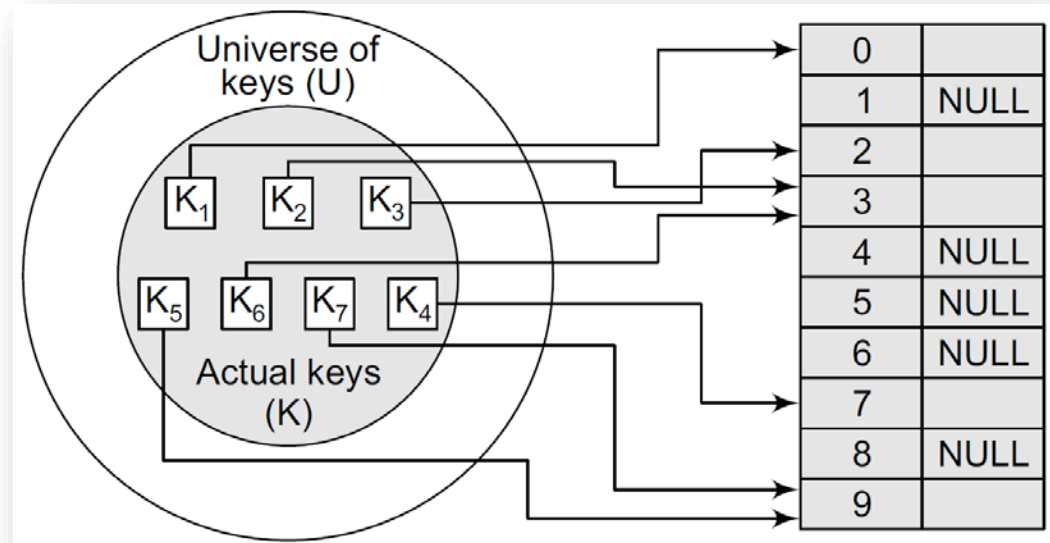 Universe of
keys (U)
K₁ K₂ K₃
K₅ K₆ K₇ K₄
Actual keys
(K)
0
1 NULL
2
3
4 NULL
5 NULL
6 NULL
7
8 NULL
9